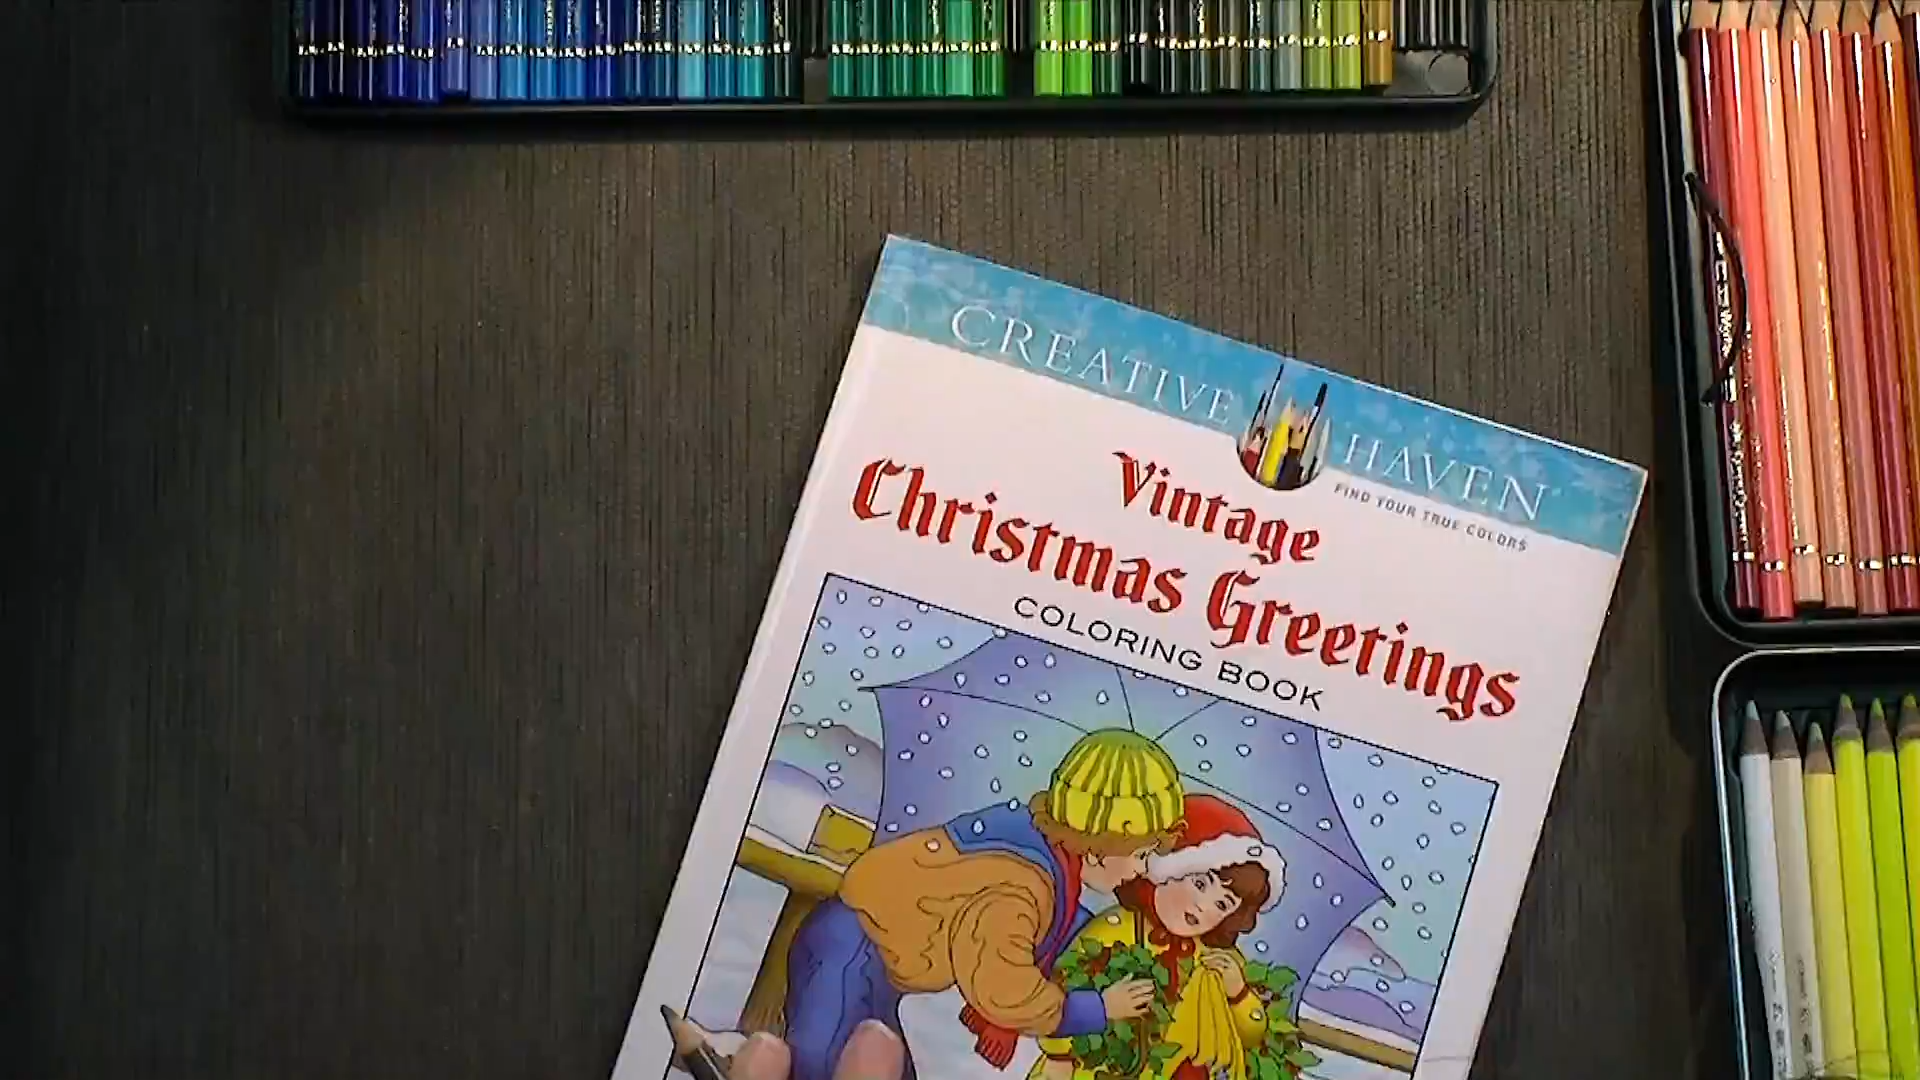 CREATIVE HAVEN
FIND YOUR TRUE COLORS
Vintage
Christmas Greetings
COLORING BOOK